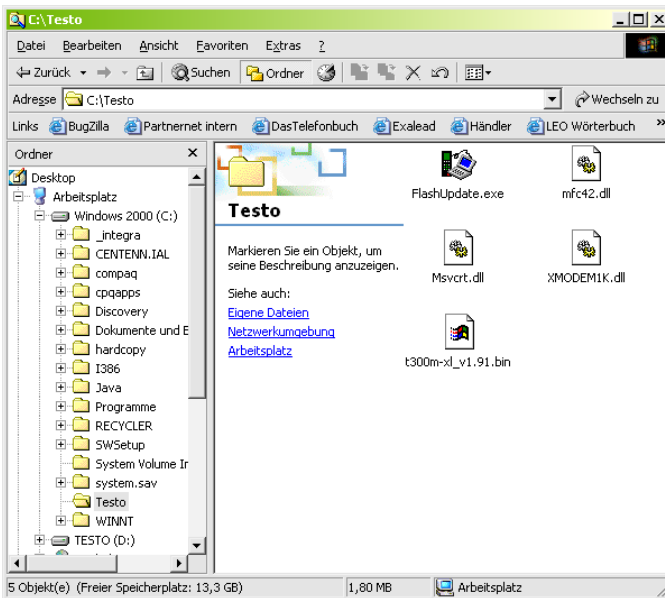 C:\Testo
Datei Bearbeiten Ansicht Favoriten Extras ?
Zurück Suchen Ordner
Adresse C:\Testo Wechseln zu
Links BugZilla Partnernet intern DasTelefonbuch Exalead Händler LEO Wörterbuch »
Ordner
Desktop
Arbeitsplatz
Windows 2000 (C:)
_integra
CENTENN.IAL
compaq
cpqapps
Discovery
Dokumente und E
hardcopy
I386
Java
Programme
RECYCLER
SWSetup
System Volume Ir
system.sav
Testo
WINNT
TESTO (D:)
Testo
Markieren Sie ein Objekt, um
seine Beschreibung anzuzeigen.
Siehe auch:
Eigene Dateien
Netzwerkumgebung
Arbeitsplatz
FlashUpdate.exe
mfc42.dll
Msvcrt.dll
XMODEM1K.dll
t300m-xl_v1.91.bin
5 Objekt(e) (Freier Speicherplatz: 13,3 GB) 1,80 MB Arbeitsplatz